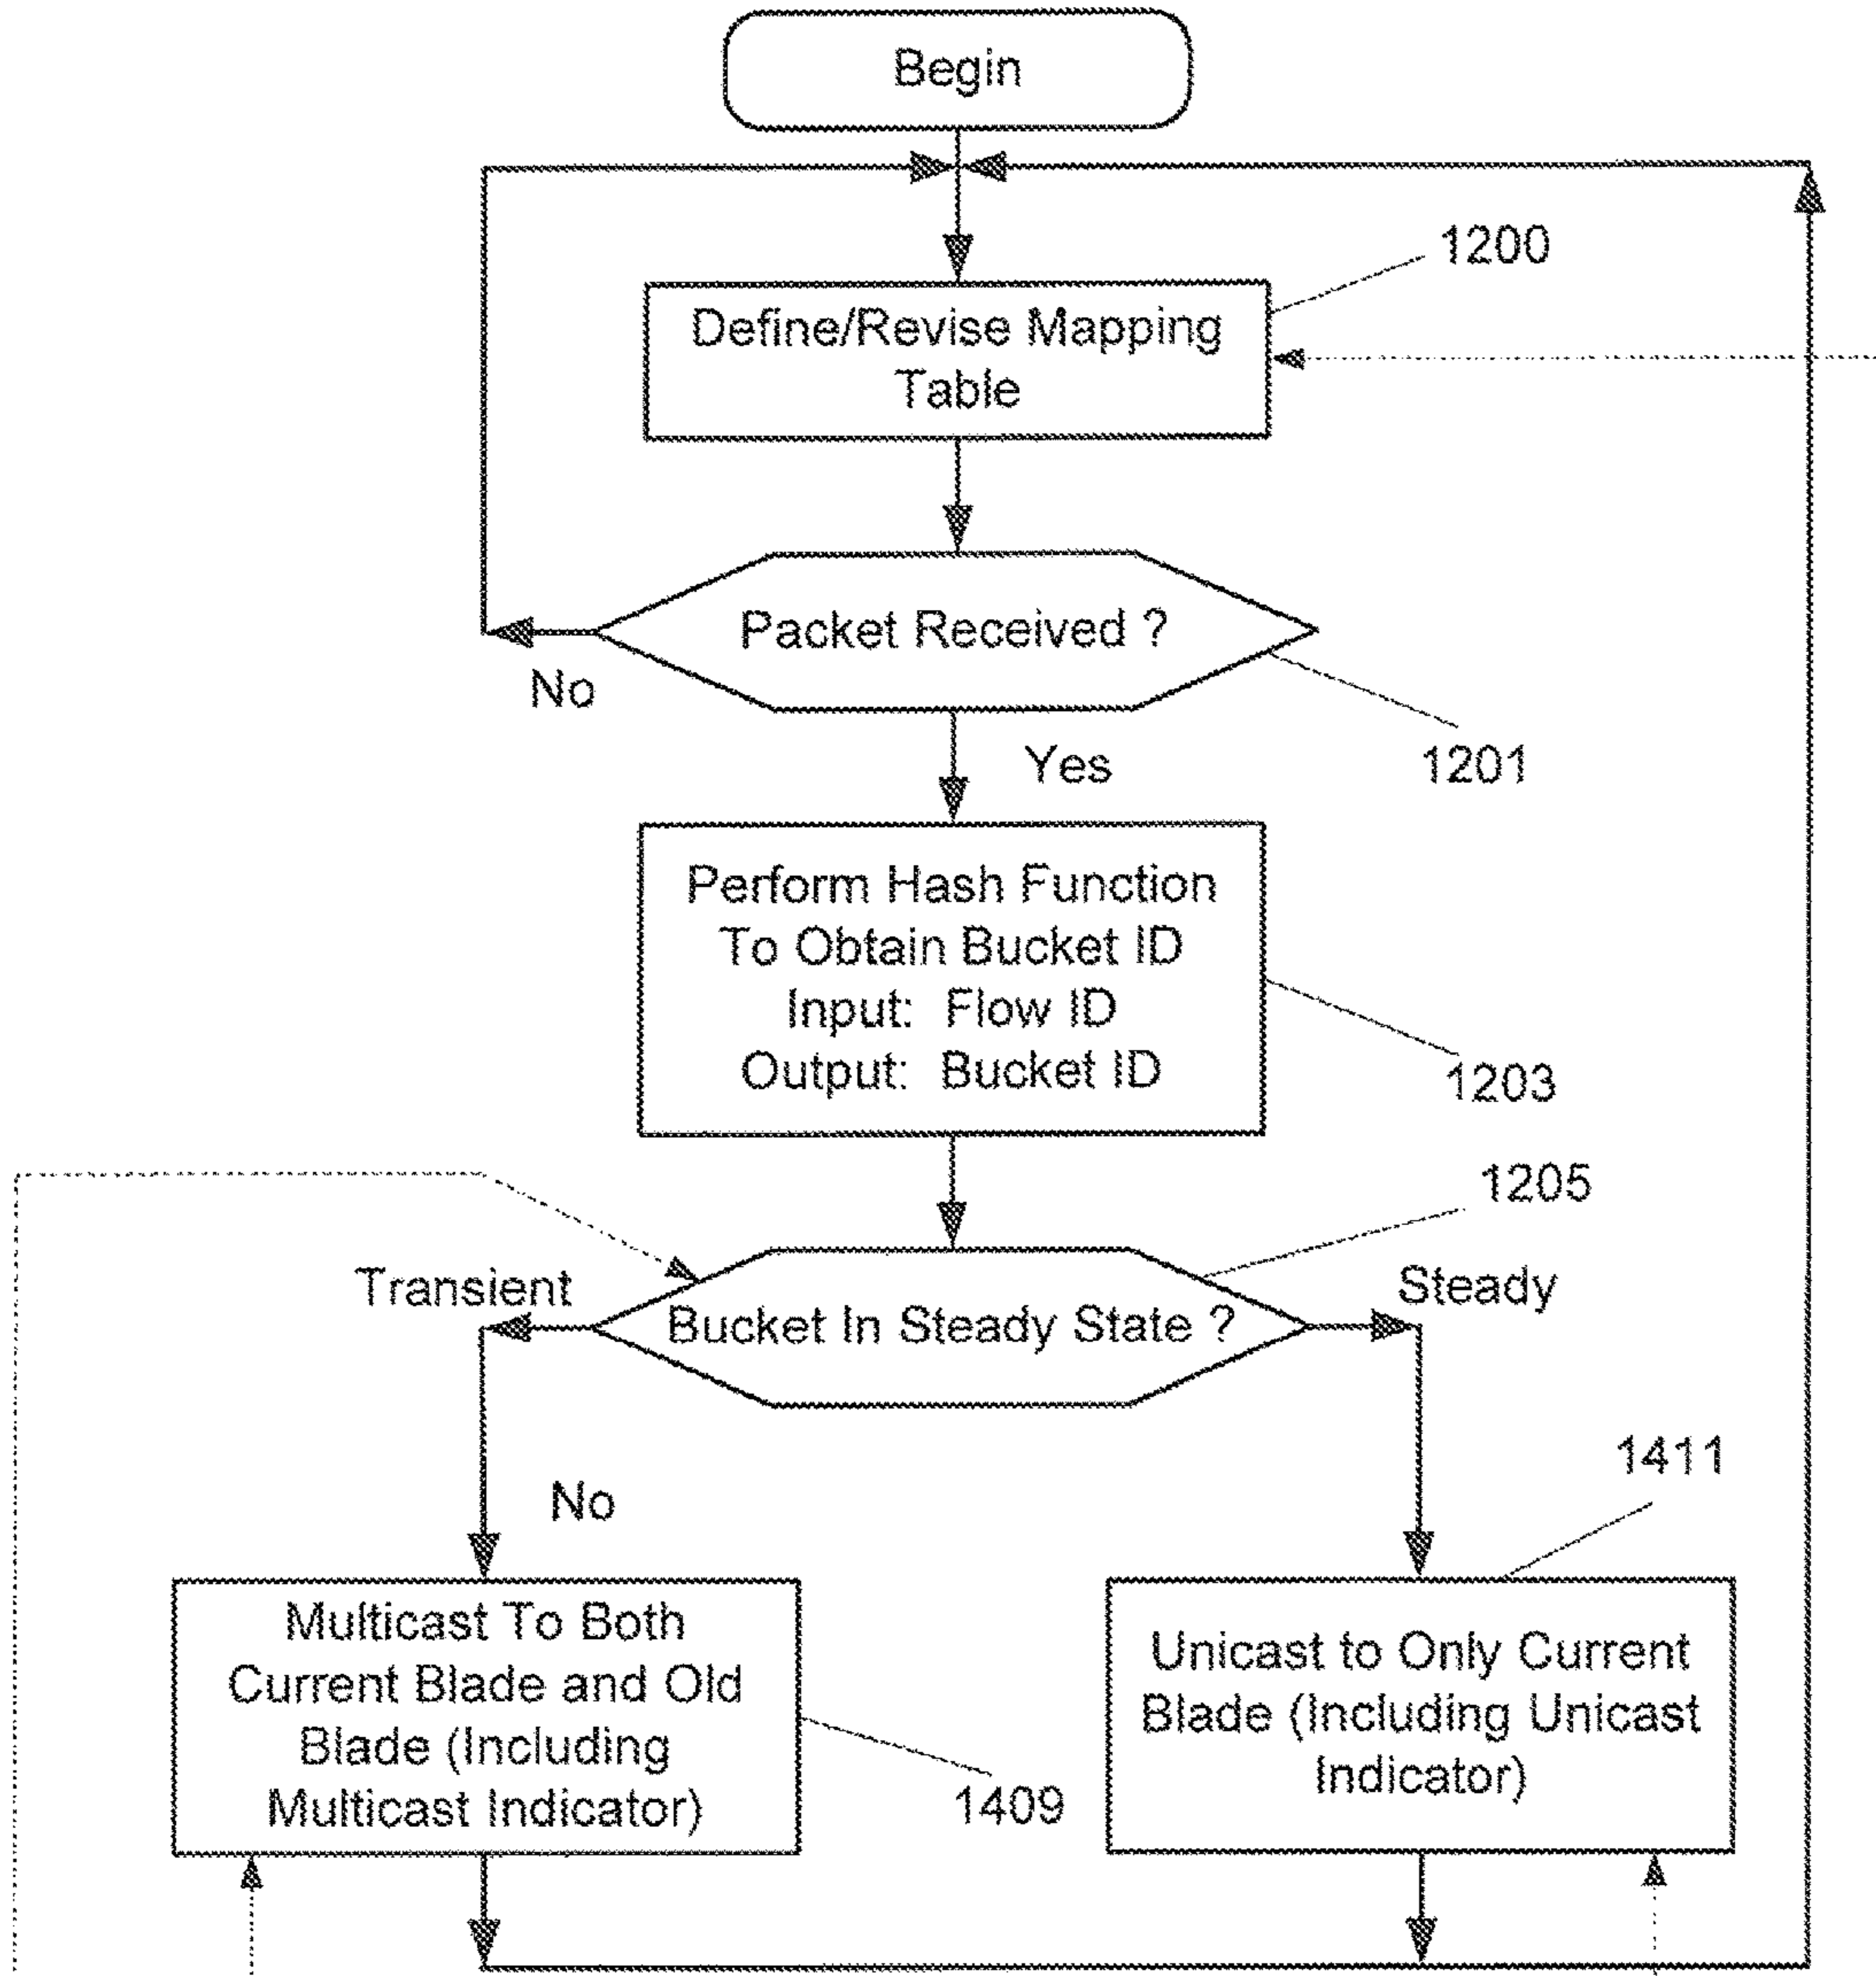 Begin
1200
Define/Revise Mapping
Table
Packet Received ?
No
Yes
1201
Perform Hash Function
To Obtain Bucket ID
Input: Flow ID
Output: Bucket ID
1203
1205
Transient
Steady
Bucket In Steady State ?
1411
No
Multicast To Both
Current Blade and Old
Blade (Including
Multicast Indicator)
1409
Unicast to Only Current
Blade (Including Unicast
Indicator)